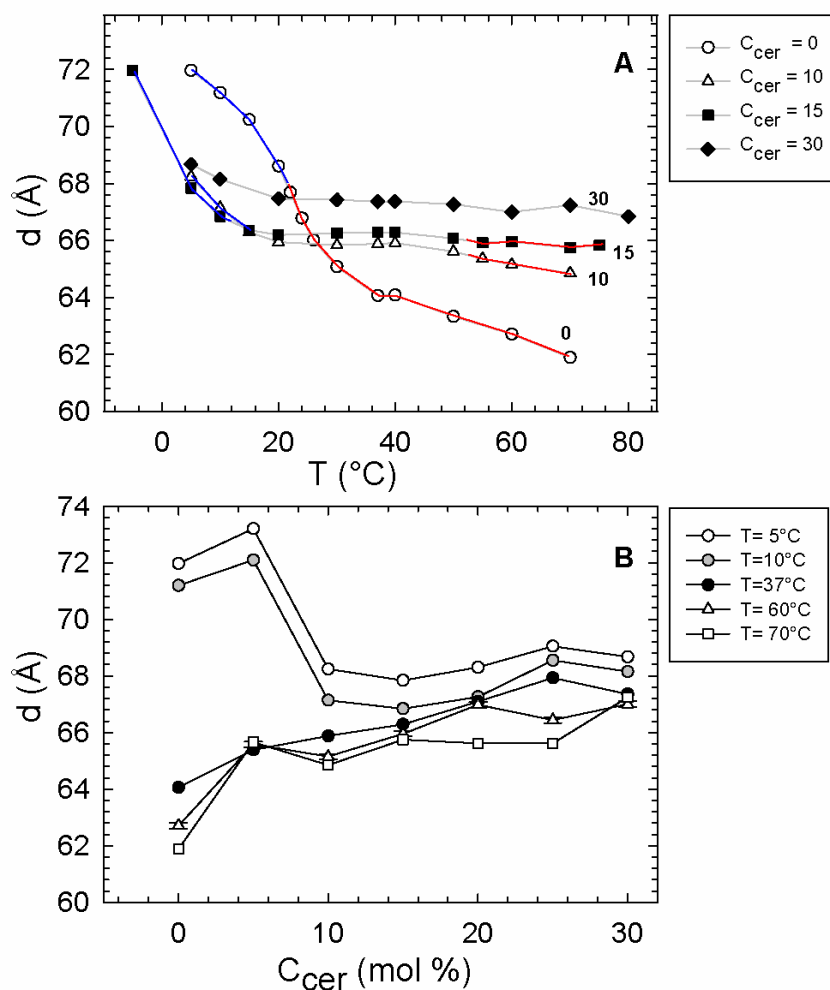 A
72
70
68
66
64
62
60
d (Å)
0 20 40 60 80
T (°C)
30
15
10
0
C_cer = 0
C_cer = 10
C_cer = 15
C_cer = 30
B
74
72
70
68
66
64
62
60
d (Å)
0 10 20 30
C_cer (mol %)
T= 5°C
T=10°C
T=37°C
T= 60°C
T= 70°C